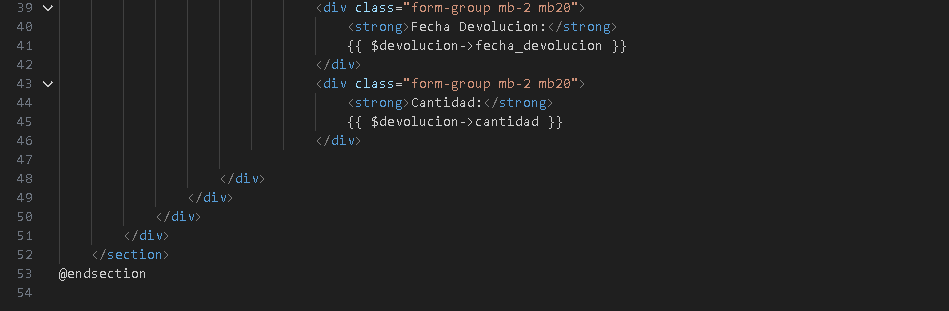 39 <div class="form-group mb-2 mb20">
40 <strong>Fecha Devolucion:</strong>
41 {{ $devolucion->fecha_devolucion }}
42 </div>
43 <div class="form-group mb-2 mb20">
44 <strong>Cantidad:</strong>
45 {{ $devolucion->cantidad }}
46 </div>
47
48 </div>
49 </div>
50 </div>
51 </div>
52 </section>
53 @endsection
54